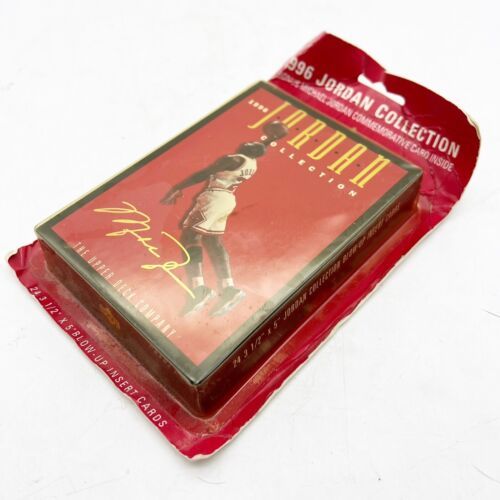 1996 JORDAN COLLECTION
BONUS MICHAEL JORDAN COMMEMORATIVE CARD INSIDE
1996
JORDAN
COLLECTION
THE UPPER DECK COMPANY
24 3 1/2" X 5" JORDAN COLLECTION BLOW-UP INSERT CARDS
24 3 1/2" X 5" BLOW-UP INSERT CARDS